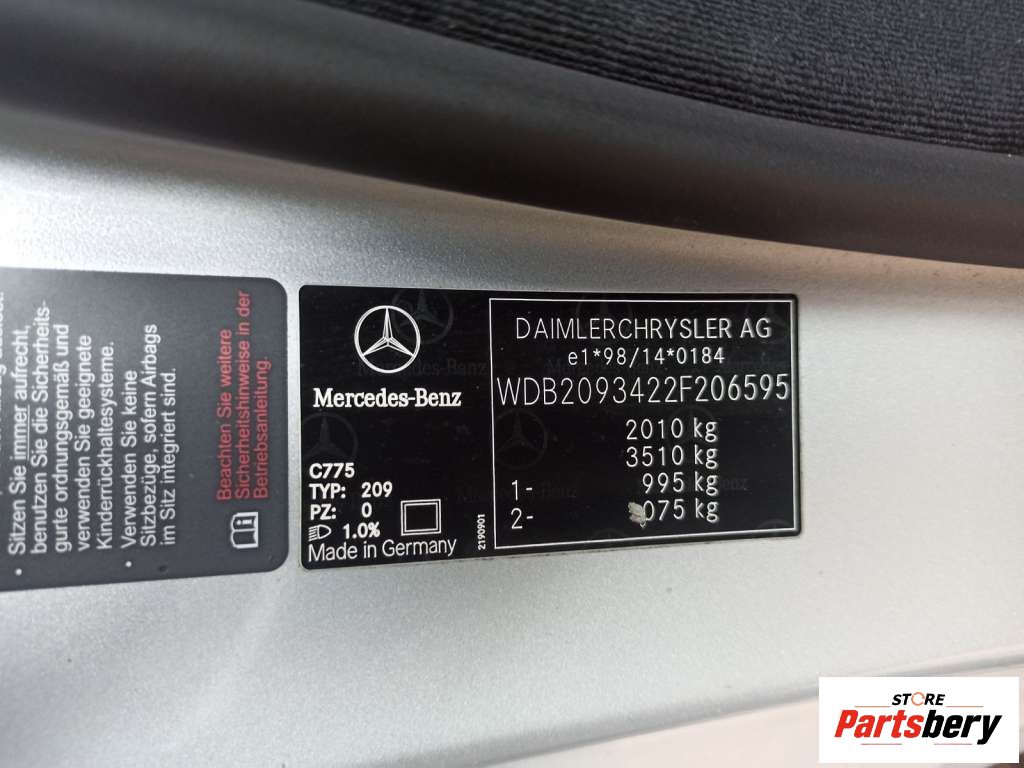 Sitzen Sie immer aufrecht,
benutzen Sie die Sicherheits-
gurte ordnungsgemäß und
verwenden Sie geeignete
Kinderrückhaltesysteme.
• Verwenden Sie keine
Sitzbezüge, sofern Airbags
im Sitz integriert sind.
Beachten Sie weitere
Sicherheitshinweise in der
Betriebsanleitung.
Mercedes-Benz
C775
TYP: 209
PZ: 0
1.0%
Made in Germany
2190901
DAIMLERCHRYSLER AG
e1*98/14*0184
WDB2093422F206595
2010 kg
3510 kg
1- 995 kg
2- 075 kg
STORE
Partsbery